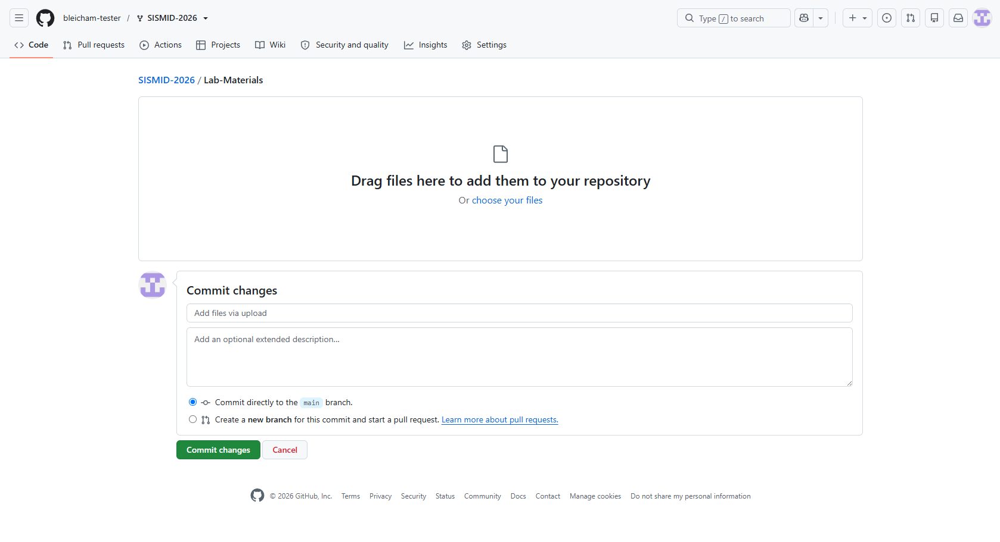 bleicham-tester / SISMID-2026
Type / to search
Code Pull requests Actions Projects Wiki Security and quality Insights Settings
SISMID-2026 / Lab-Materials
Drag files here to add them to your repository
Or choose your files
Commit changes
Add files via upload
Add an optional extended description...
Commit directly to the main branch.
Create a new branch for this commit and start a pull request. Learn more about pull requests.
Commit changes Cancel
© 2026 GitHub, Inc. Terms Privacy Security Status Community Docs Contact Manage cookies Do not share my personal information